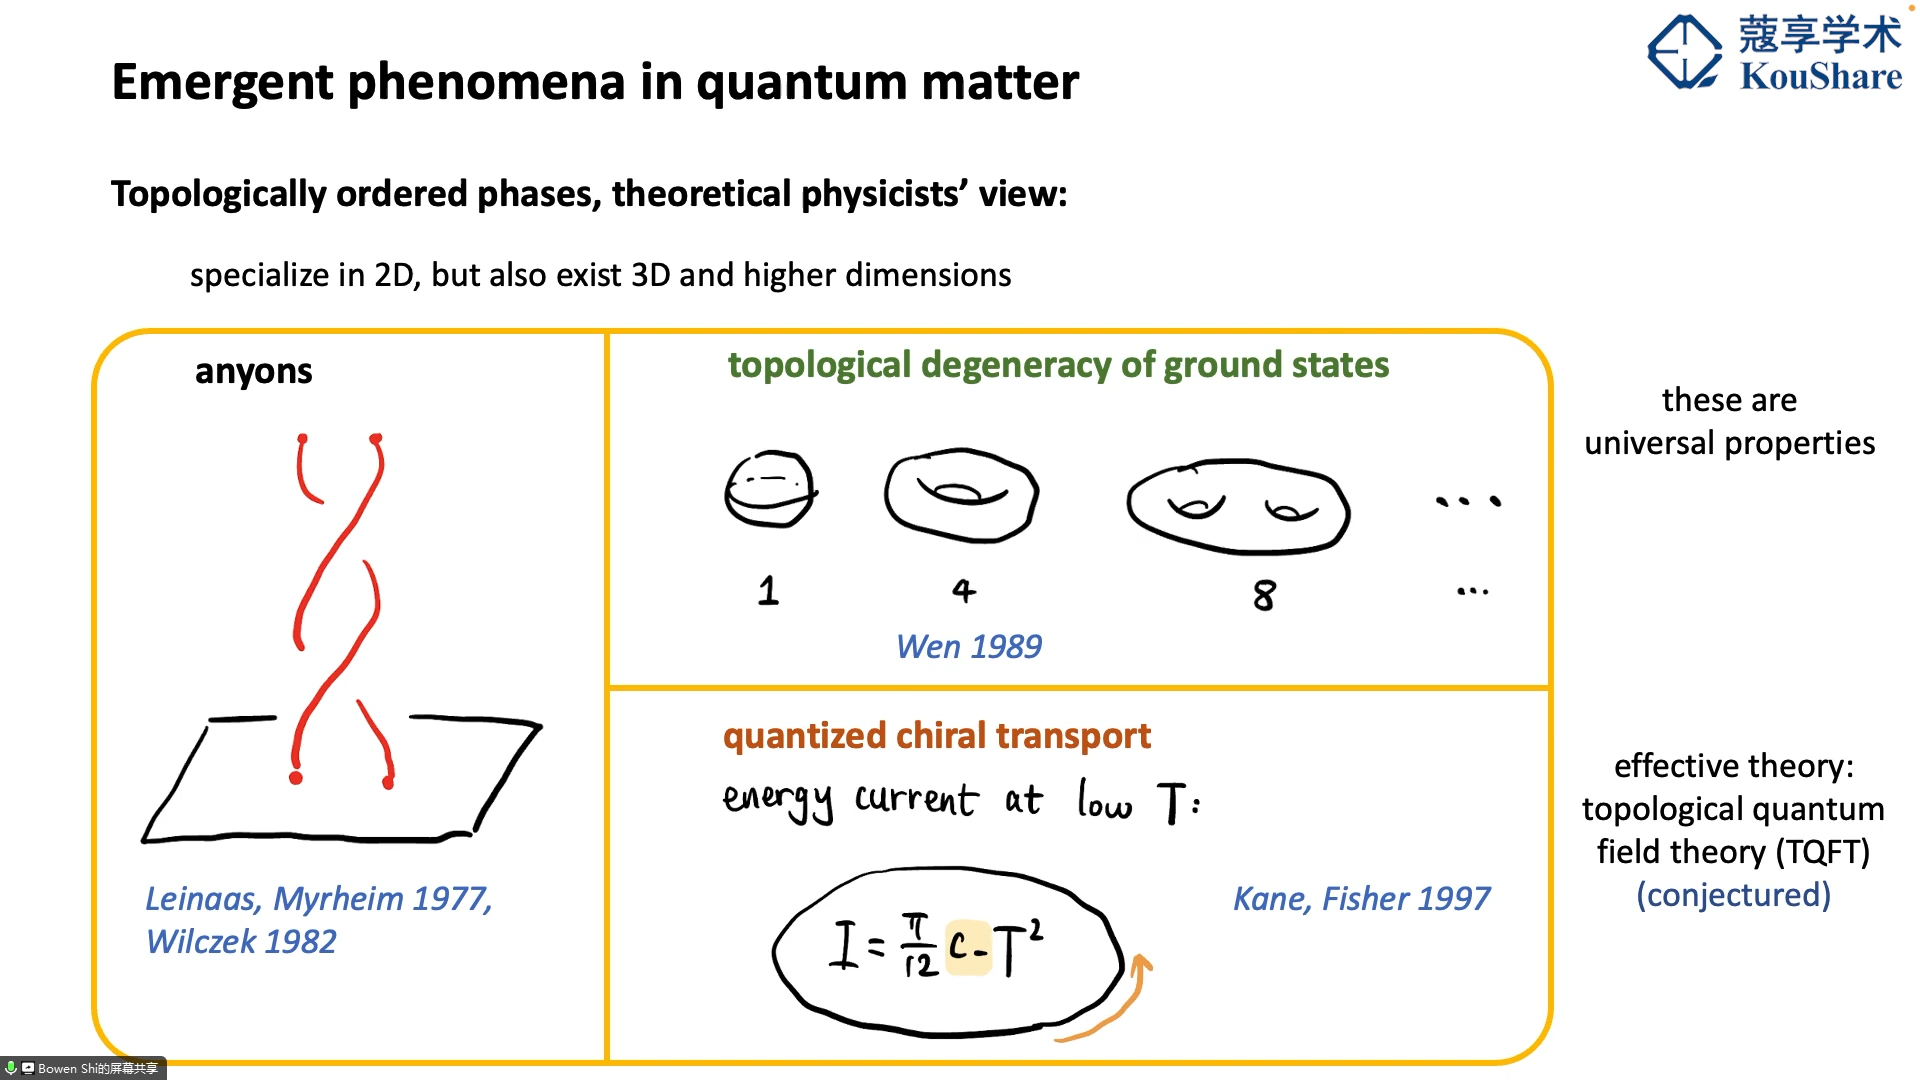 蔻享学术
KouShare
Emergent phenomena in quantum matter
Topologically ordered phases, theoretical physicists’ view:
specialize in 2D, but also exist 3D and higher dimensions
anyons
Leinaas, Myrheim 1977,
Wilczek 1982
topological degeneracy of ground states
1 4 8 ...
Wen 1989
quantized chiral transport
energy current at low T:
I = π/12 c₋ T²
Kane, Fisher 1997
these are
universal properties
effective theory:
topological quantum
field theory (TQFT)
(conjectured)
Bowen Shi的屏幕共享